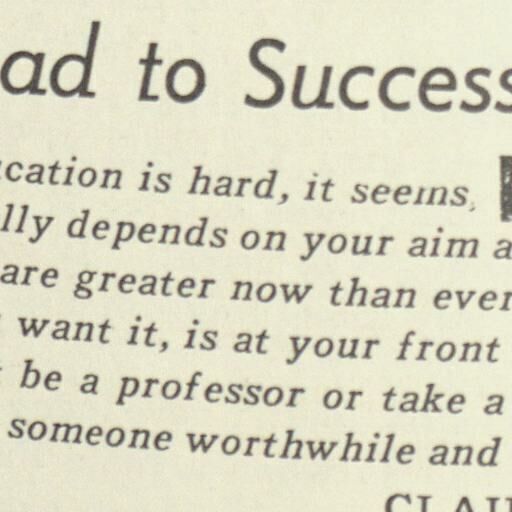 ad to Success
cation is hard, it seems,
lly depends on your aim a
are greater now than ever
want it, is at your front
be a professor or take a
someone worthwhile and
CLAU